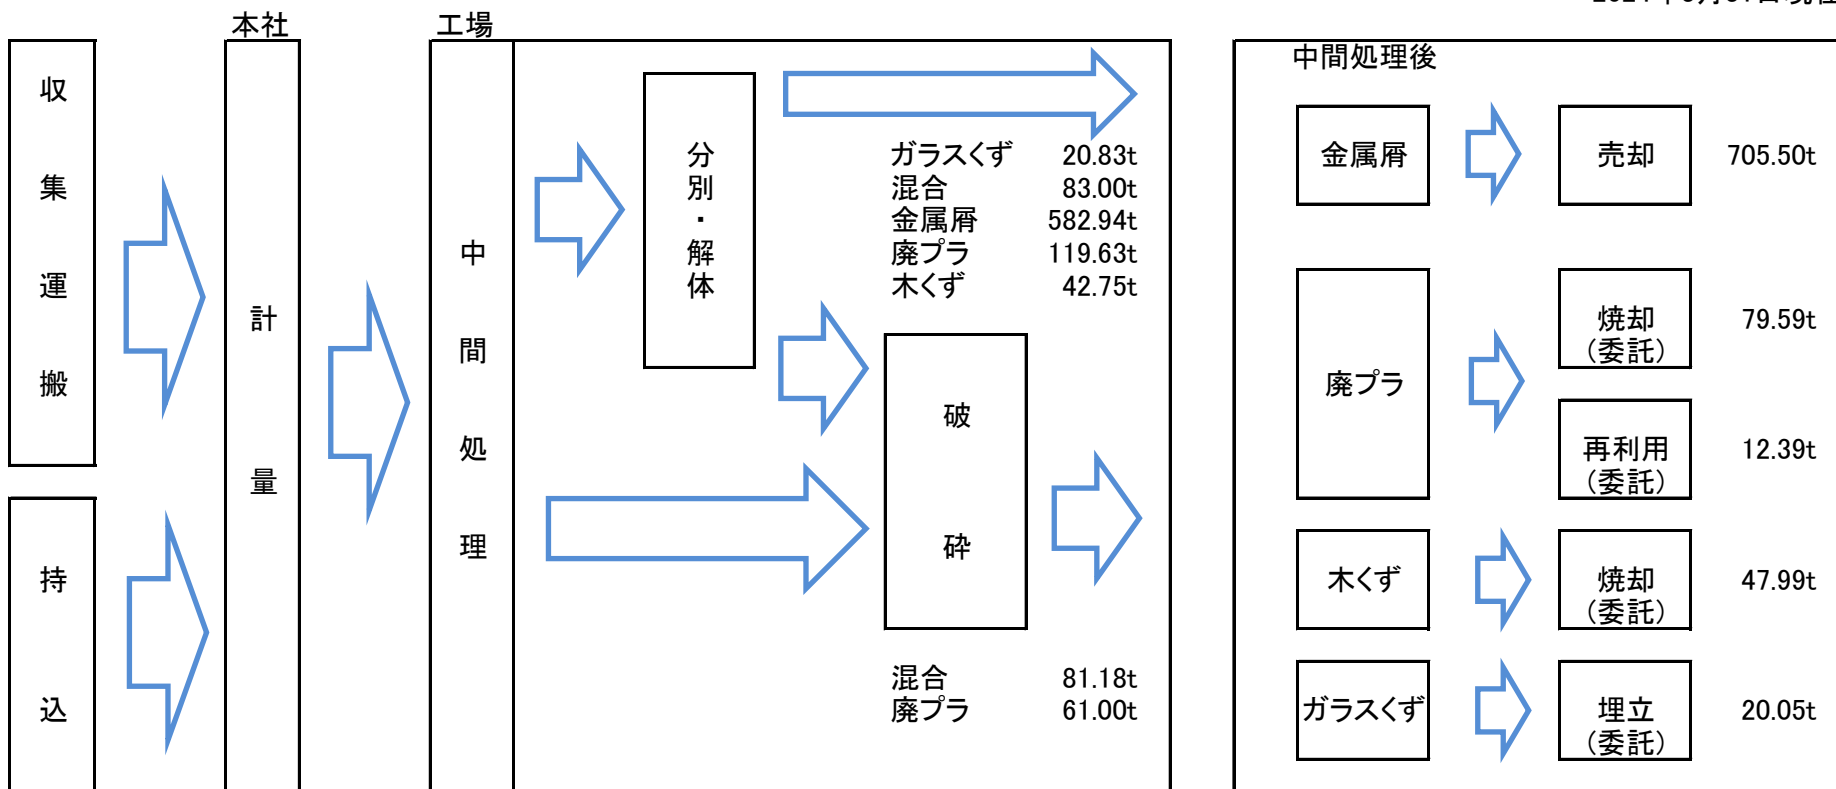 本社
工場
収集運搬
持込
計量
中間処理
分別・解体
ガラスくず 20.83t
混合 83.00t
金属屑 582.94t
廃プラ 119.63t
木くず 42.75t
破砕
混合 81.18t
廃プラ 61.00t
中間処理後
金属屑 売却 705.50t
廃プラ
焼却 79.59t
(委託)
再利用 12.39t
(委託)
木くず 焼却 47.99t
(委託)
ガラスくず 埋立 20.05t
(委託)